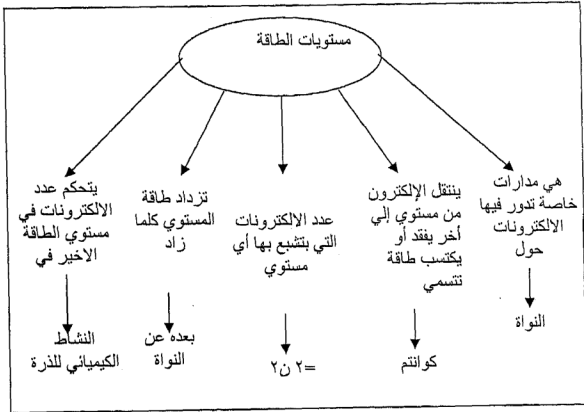 مستويات الطاقة
هي مدارات
خاصة تدور فيها
الالكترونات
حول
النواة
ينتقل الإلكترون
من مستوي إلي
أخر يفقد أو
يكتسب طاقة
تتسمي
كوانتم
عدد الالكترونات
التي يتشبع بها أي
مستوي
=٢ ن٢
تزداد طاقة
المستوي كلما
زاد
بعده عن
النواة
يتحكم عدد
الالكترونات في
مستوي الطاقة
الاخير في
النشاط
الكيميائي للذرة